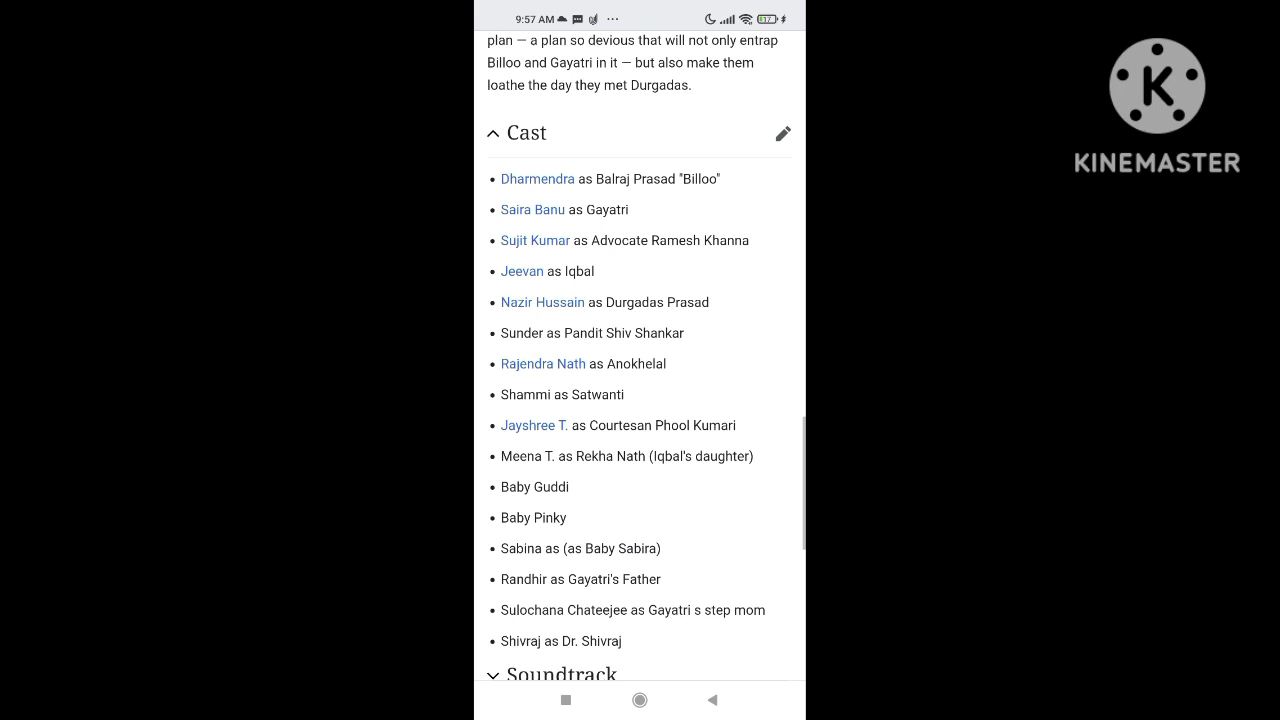 9:57 AM
17
plan — a plan so devious that will not only entrap
Billoo and Gayatri in it — but also make them
loathe the day they met Durgadas.
Cast
• Dharmendra as Balraj Prasad "Billoo"
• Saira Banu as Gayatri
• Sujit Kumar as Advocate Ramesh Khanna
• Jeevan as Iqbal
• Nazir Hussain as Durgadas Prasad
• Sunder as Pandit Shiv Shankar
• Rajendra Nath as Anokhelal
• Shammi as Satwanti
• Jayshree T. as Courtesan Phool Kumari
• Meena T. as Rekha Nath (Iqbal's daughter)
• Baby Guddi
• Baby Pinky
• Sabina as (as Baby Sabira)
• Randhir as Gayatri's Father
• Sulochana Chateejee as Gayatri s step mom
• Shivraj as Dr. Shivraj
Soundtrack
K
KINEMASTER